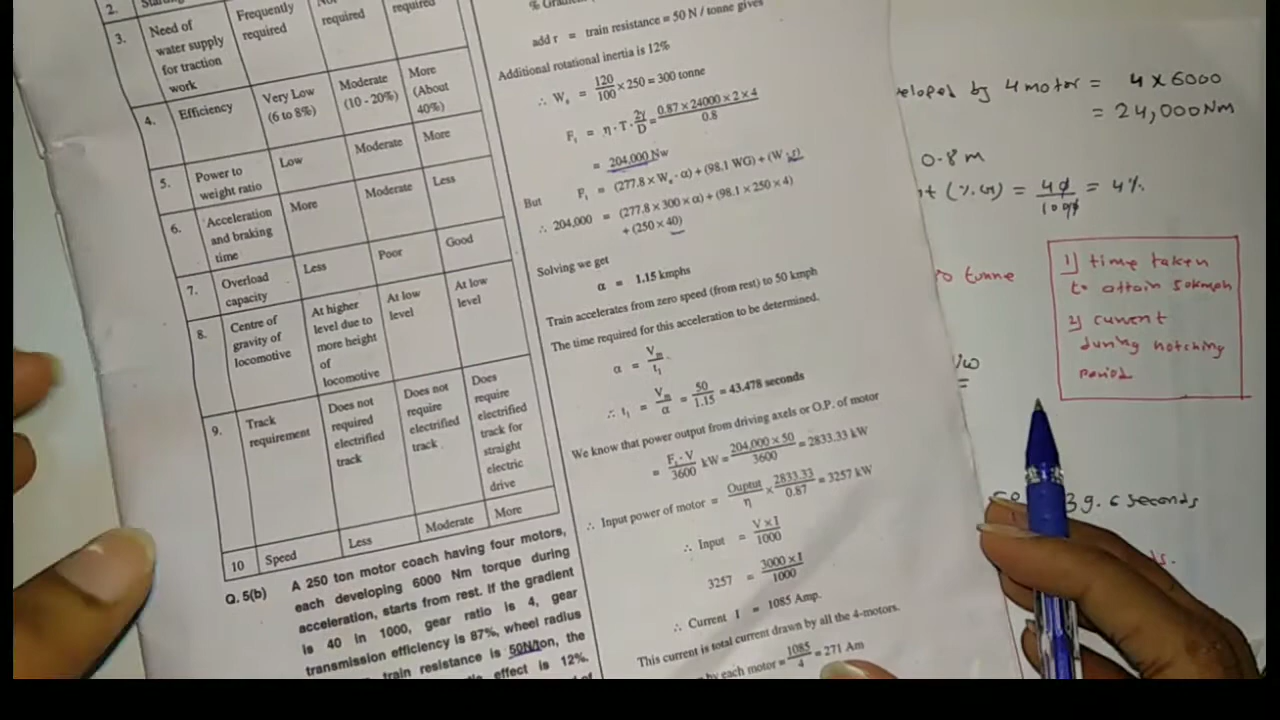 2.
3. Need of water supply for traction work Frequently required required required
4. Efficiency Very Low (6 to 8%) Moderate (10 - 20%) More (About 40%)
5. Power to weight ratio Low Moderate More
6. Acceleration and braking time More Moderate Less
7. Overload capacity Less Poor Good
8. Centre of gravity of locomotive At higher level due to more height of locomotive At low level At low level
9. Track requirement Does not required electrified track Does not require electrified track Does require electrified track for straight electric drive
10 Speed Less Moderate More
Q. 5(b) A 250 ton motor coach having four motors,
each developing 6000 Nm torque during
acceleration, starts from rest. If the gradient
is 40 in 1000, gear ratio is 4, gear
transmission efficiency is 87%, wheel radius
train resistance is 50N/ton, the
effect is 12%.
add r = train resistance = 50 N / tonne gives
Additional rotational inertia is 12%
∴ Wₑ = 120/100 × 250 = 300 tonne
Fₜ = η · T · 2γ/D = 0.87 × 24000 × 2 × 4 / 0.8
= 204,000 Nw
But Fₜ = (277.8 × Wₑ · α) + (98.1 WG) + (W · r)
∴ 204,000 = (277.8 × 300 × α) + (98.1 × 250 × 4)
+ (250 × 40)
Solving we get
α = 1.15 kmphs
Train accelerates from zero speed (from rest) to 50 kmph
The time required for this acceleration to be determined.
α = Vₘ/t₁
∴ t₁ = Vₘ/α = 50/1.15 = 43.478 seconds
We know that power output from driving axels or O.P. of motor
= Fₜ · V/3600 kW = 204,000 × 50/3600 = 2833.33 kW
∴ Input power of motor = Ouptut/η × 2833.33/0.87 = 3257 kW
∴ Input = V × I/1000
3257 = 3000 × I/1000
∴ Current I = 1085 Amp.
This current is total current drawn by all the 4-motors.
by each motor = 1085/4 = 271 Am
by 4 motor = 4 × 6000
= 24,000 Nm
0.8 m
(% G) = 40/1000 = 4%
tunne
1) time taken
to attain 50kmph
2) current
during notching
period
39.6 seconds